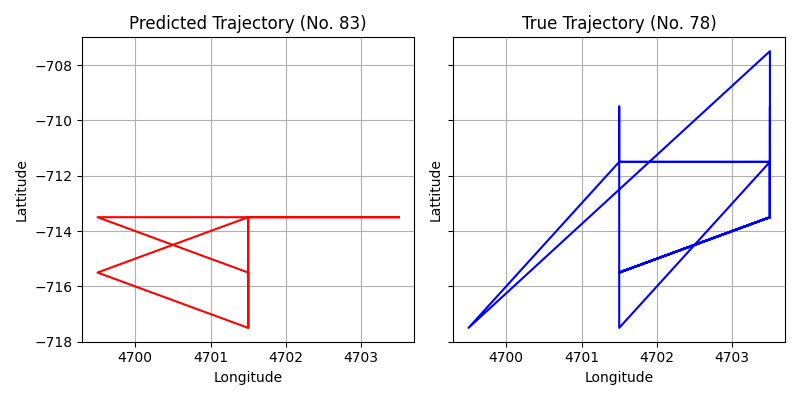 Predicted Trajectory (No. 83)
True Trajectory (No. 78)
Lattitude
−708
−710
−712
−714
−716
−718
4700
4701
4702
4703
Longitude
Lattitude
4700
4701
4702
4703
Longitude